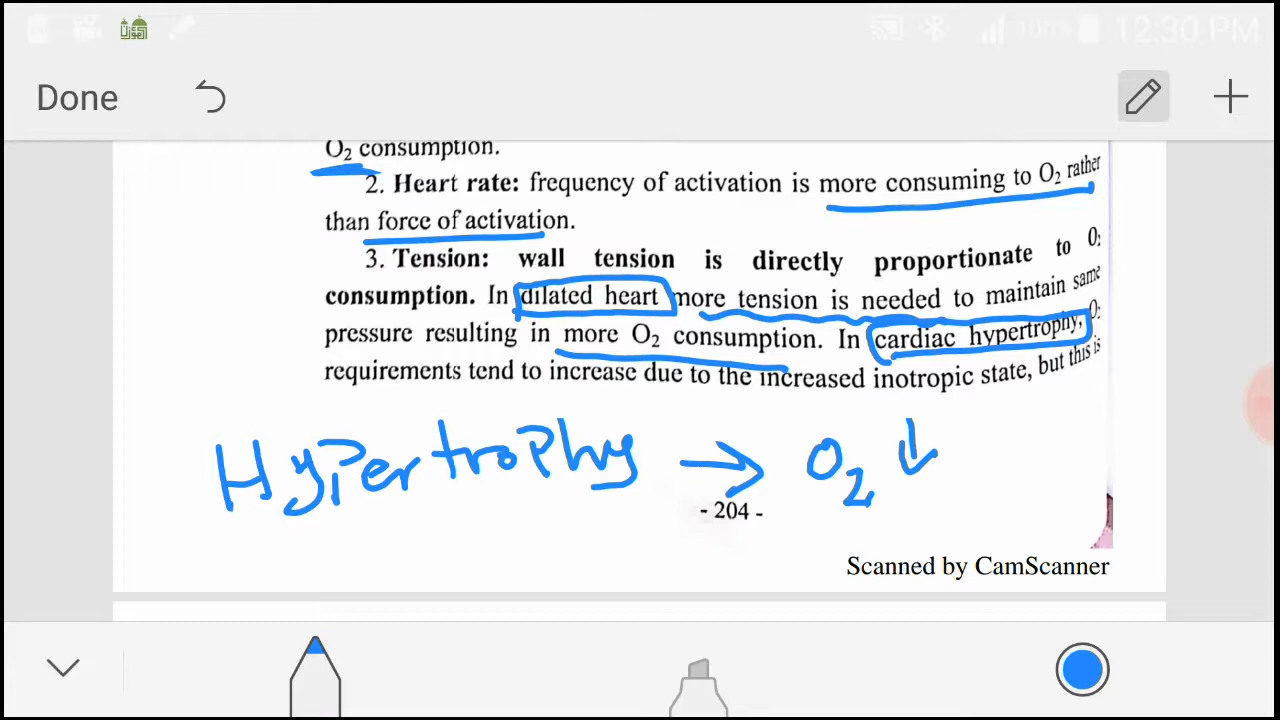 100% 12:30 PM
Done
O₂ consumption.
2. Heart rate: frequency of activation is more consuming to O₂ rather
than force of activation.
3. Tension: wall tension is directly proportionate to O₂
consumption. In dilated heart more tension is needed to maintain same
pressure resulting in more O₂ consumption. In cardiac hypertrophy, O₂
requirements tend to increase due to the increased inotropic state, but this is
Hypertrophy → O₂ ↓
- 204 -
Scanned by CamScanner